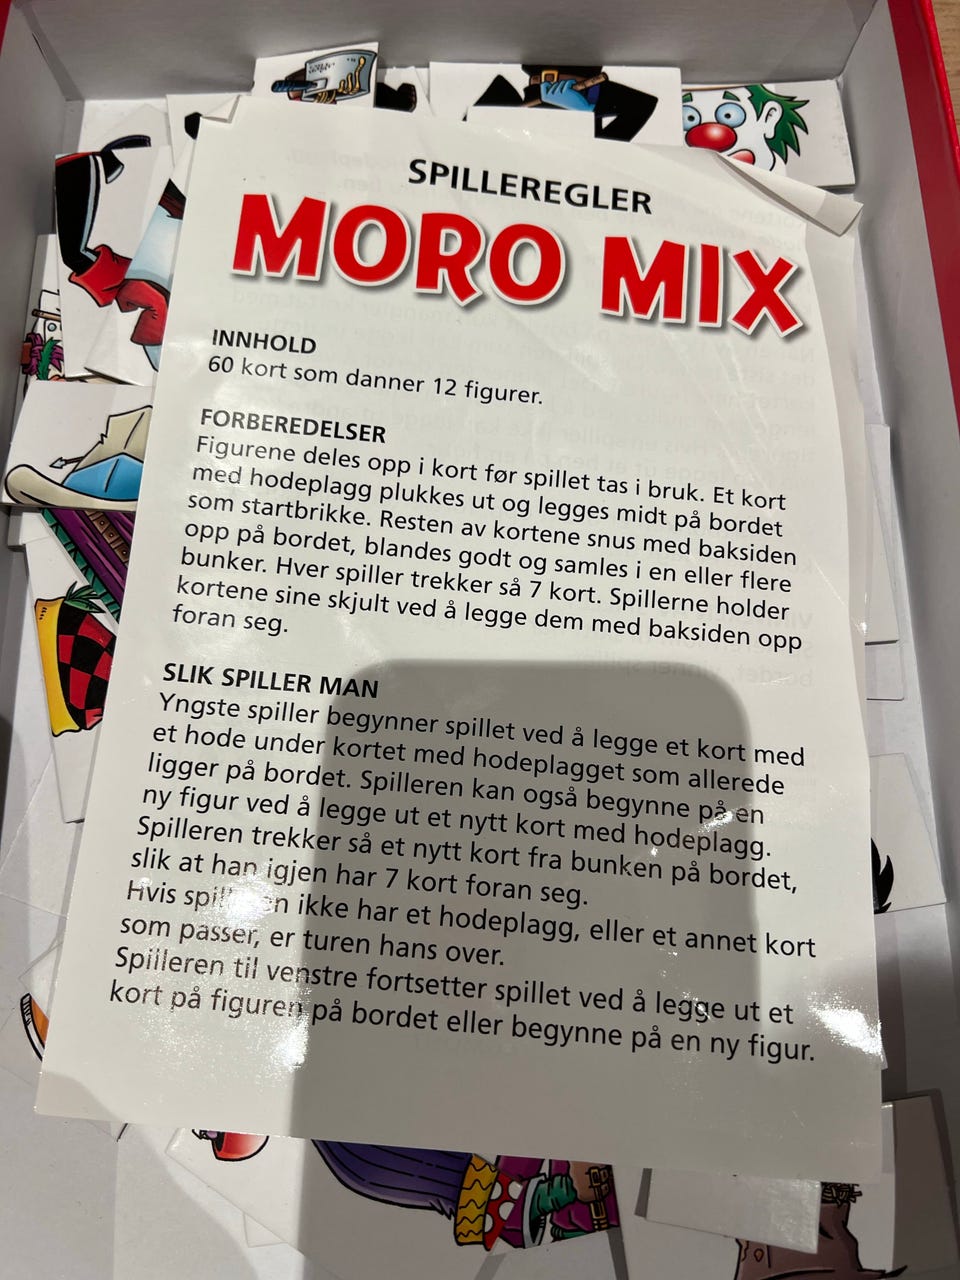 SPILLEREGLER
MORO MIX
INNHOLD
60 kort som danner 12 figurer.
FORBEREDELSER
Figurene deles opp i kort før spillet tas i bruk. Et kort
med hodeplagg plukkes ut og legges midt på bordet
som startbrikke. Resten av kortene snus med baksiden
opp på bordet, blandes godt og samles i en eller flere
bunker. Hver spiller trekker så 7 kort. Spillerne holder
kortene sine skjult ved å legge dem med baksiden opp
foran seg.
SLIK SPILLER MAN
Yngste spiller begynner spillet ved å legge et kort med
et hode under kortet med hodeplagget som allerede
ligger på bordet. Spilleren kan også begynne på en
ny figur ved å legge ut et nytt kort med hodeplagg.
Spilleren trekker så et nytt kort fra bunken på bordet,
slik at han igjen har 7 kort foran seg.
Hvis ikke har et hodeplagg, eller et annet kort
som passer, er turen hans over.
Spilleren til venstre fortsetter spillet ved å legge ut et
kort på figuren på bordet eller begynne på en ny figur.